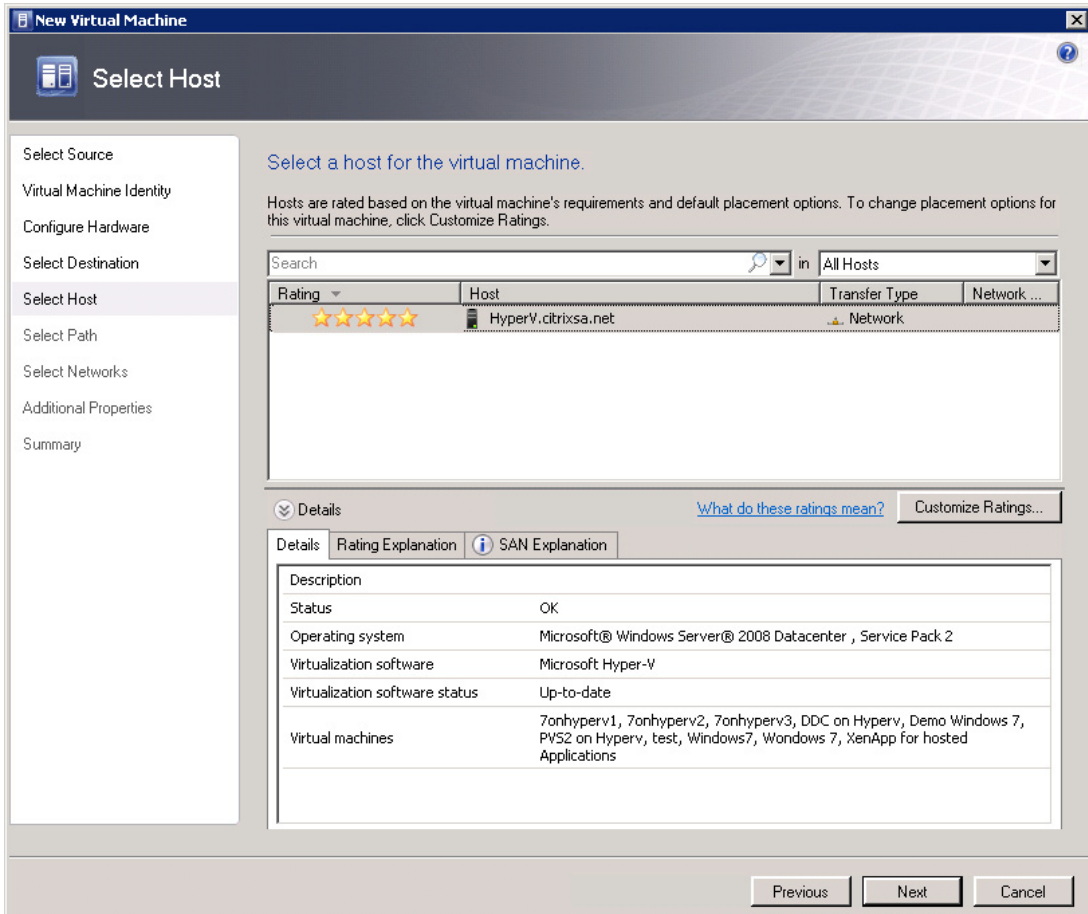 New Virtual Machine
Select Host
Select Source
Virtual Machine Identity
Configure Hardware
Select Destination
Select Host
Select Path
Select Networks
Additional Properties
Summary
Select a host for the virtual machine.
Hosts are rated based on the virtual machine's requirements and default placement options. To change placement options for
this virtual machine, click Customize Ratings.
Search in All Hosts
Rating Host Transfer Type Network ...
HyperV.citrixsa.net Network
Details What do these ratings mean? Customize Ratings...
Details Rating Explanation SAN Explanation
Description
Status OK
Operating system Microsoft® Windows Server® 2008 Datacenter , Service Pack 2
Virtualization software Microsoft Hyper-V
Virtualization software status Up-to-date
Virtual machines 7onhyperv1, 7onhyperv2, 7onhyperv3, DDC on Hyperv, Demo Windows 7,
PVS2 on Hyperv, test, Windows7, Wondows 7, XenApp for hosted
Applications
Previous Next Cancel